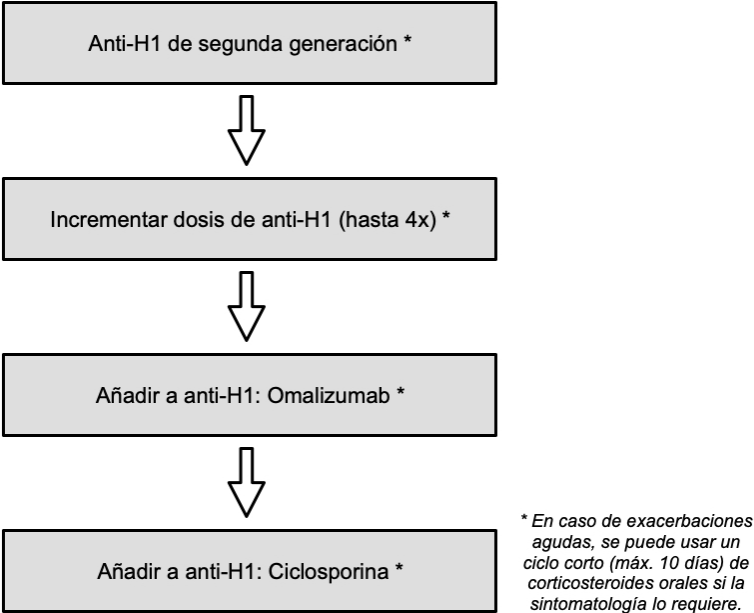 Anti-H1 de segunda generación *
Incrementar dosis de anti-H1 (hasta 4x) *
Añadir a anti-H1: Omalizumab *
Añadir a anti-H1: Ciclosporina *
* En caso de exacerbaciones
agudas, se puede usar un
ciclo corto (máx. 10 días) de
corticosteroides orales si la
sintomatología lo requiere.